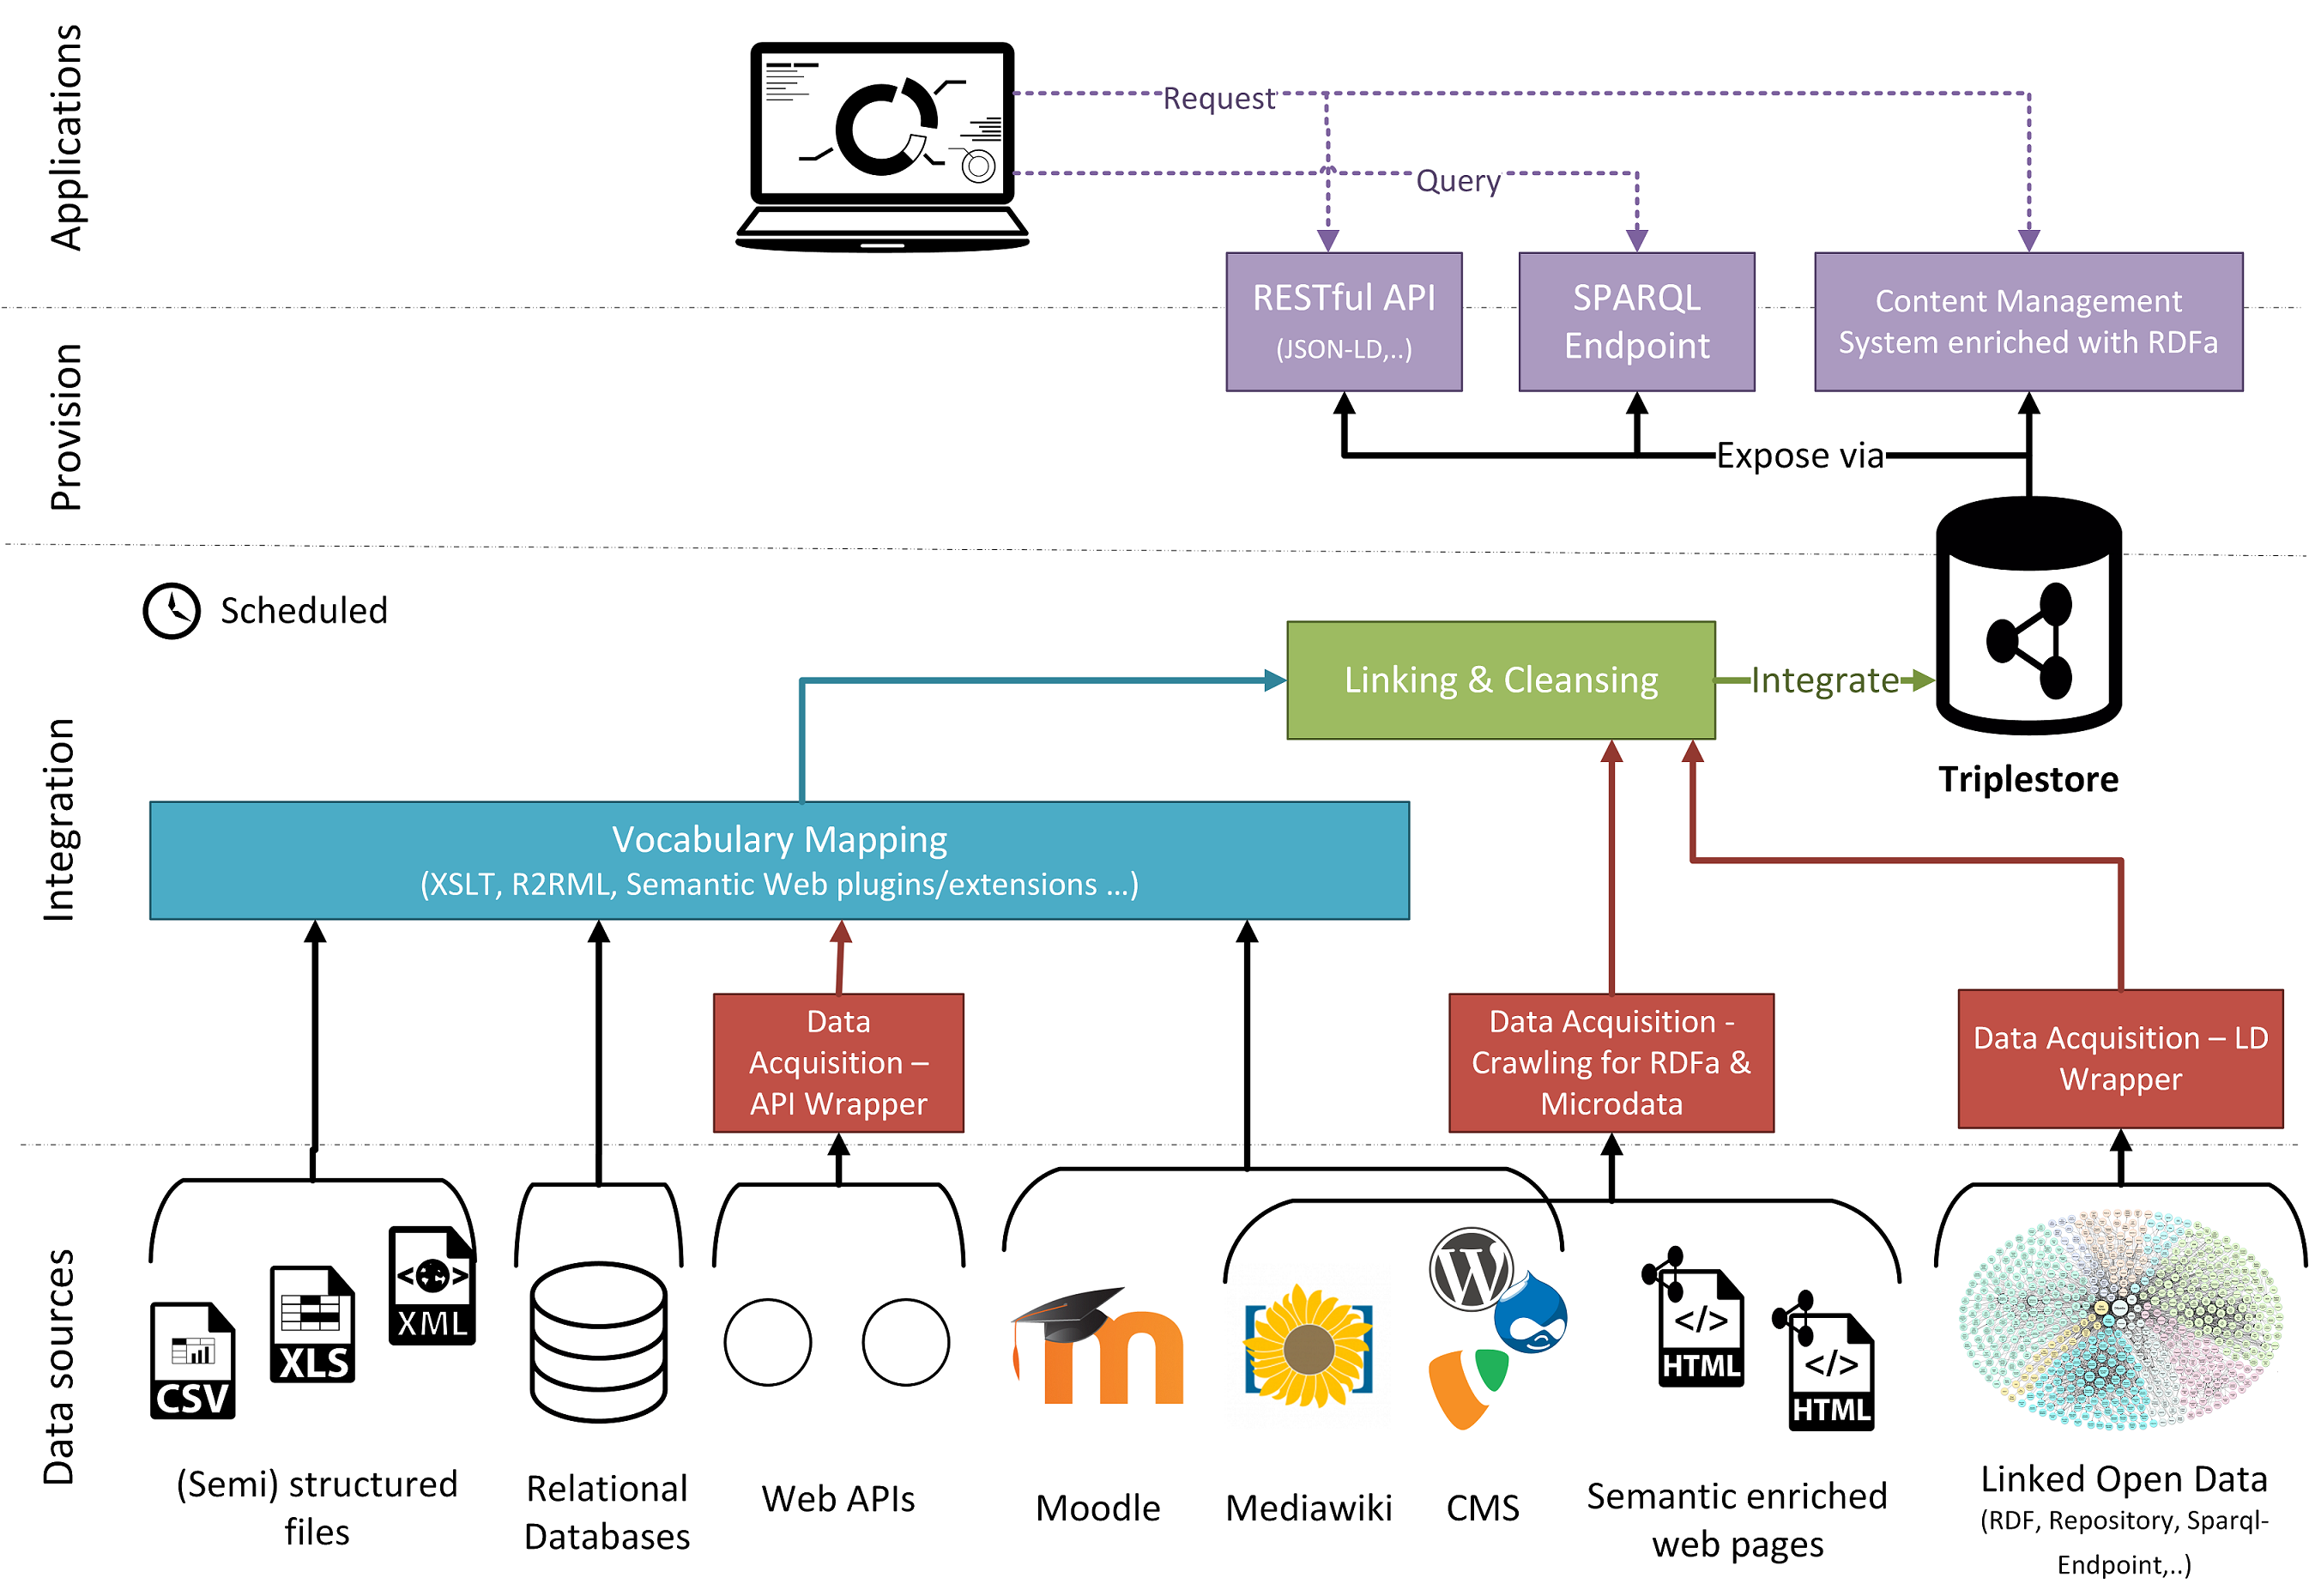 Applications
Request
Query
RESTful API
(JSON-LD,..)
SPARQL
Endpoint
Content Management
System enriched with RDFa
Provision
Expose via
Scheduled
Integration
Linking & Cleansing
Integrate
Triplestore
Vocabulary Mapping
(XSLT, R2RML, Semantic Web plugins/extensions ...)
Data
Acquisition –
API Wrapper
Data Acquisition -
Crawling for RDFa &
Microdata
Data Acquisition – LD
Wrapper
Data sources
CSV
XLS
<>
XML
m
W
</>
HTML
</>
HTML
(Semi) structured
files
Relational
Databases
Web APIs
Moodle
Mediawiki
CMS
Semantic enriched
web pages
Linked Open Data
(RDF, Repository, Sparql-
Endpoint,..)